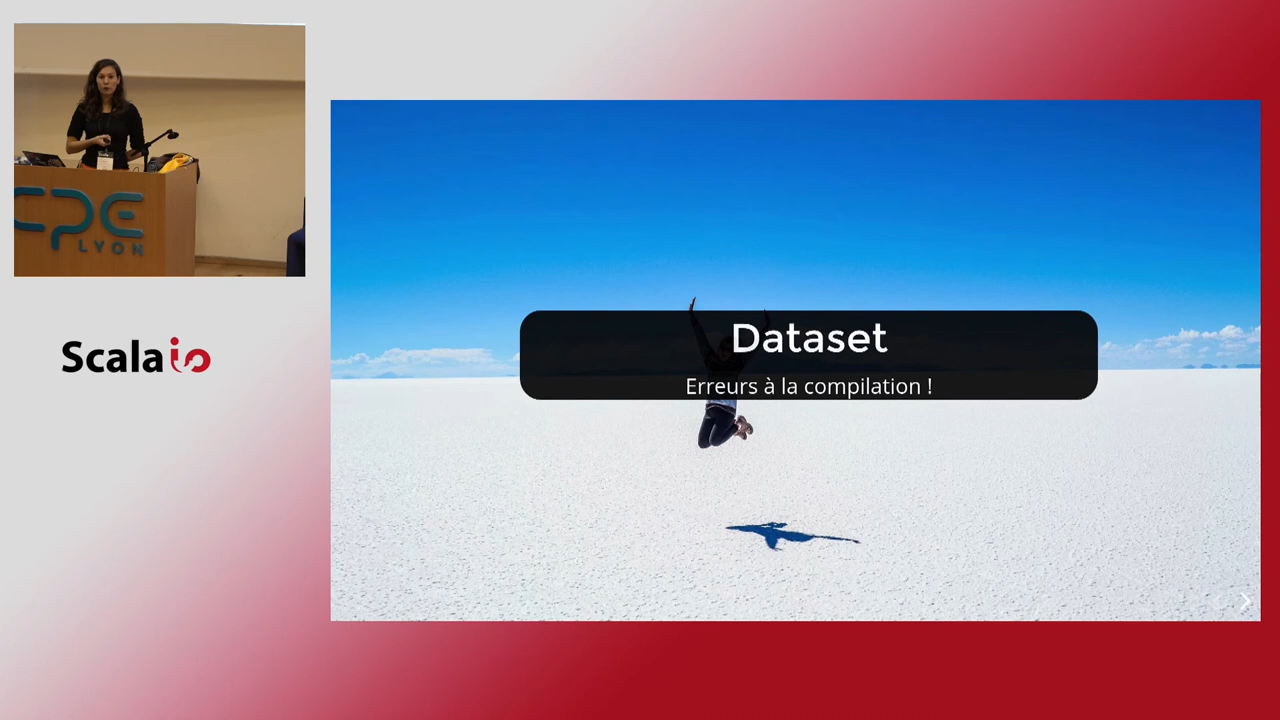 CPE
LYON
Scala io
Dataset
Erreurs à la compilation !